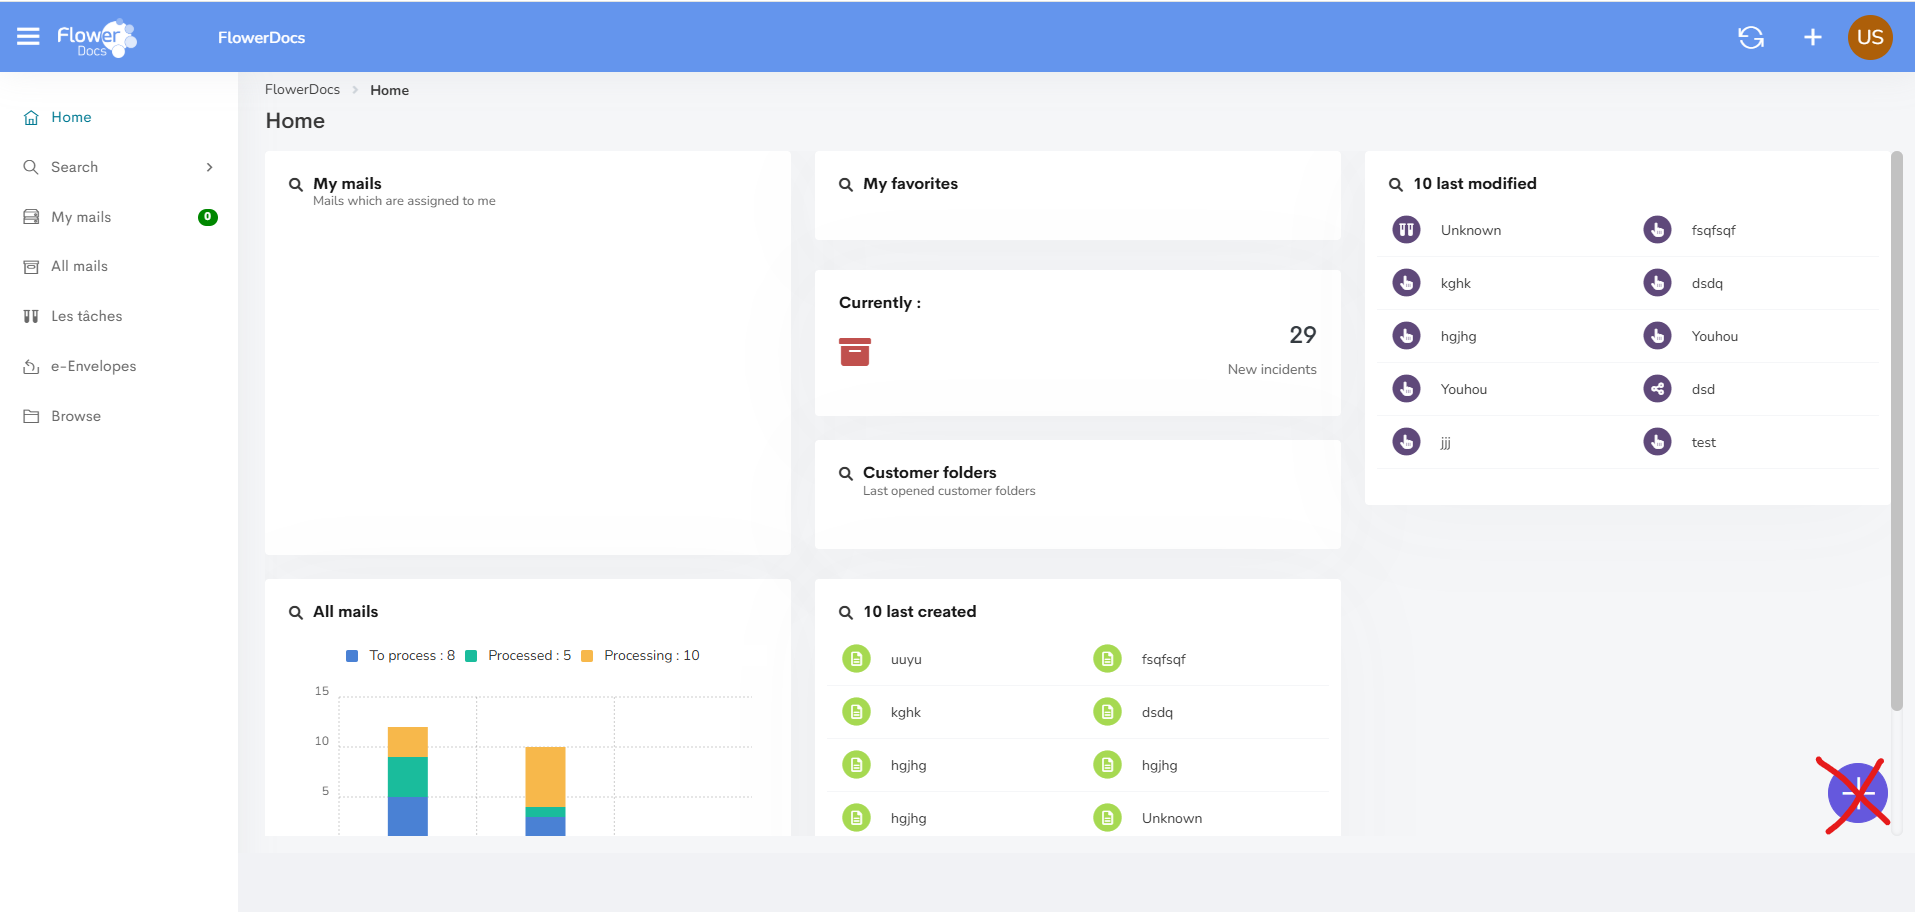 Flower
Docs
FlowerDocs
US
Home
Search
My mails
0
All mails
Les tâches
e-Envelopes
Browse
FlowerDocs > Home
Home
My mails
Mails which are assigned to me
My favorites
Currently :
29
New incidents
Customer folders
Last opened customer folders
10 last modified
Unknown
fsqfsqf
kghk
dsdq
hgjhg
Youhou
Youhou
dsd
jjj
test
All mails
To process : 8
Processed : 5
Processing : 10
15
10
5
10 last created
uuyu
fsqfsqf
kghk
dsdq
hgjhg
hgjhg
hgjhg
Unknown